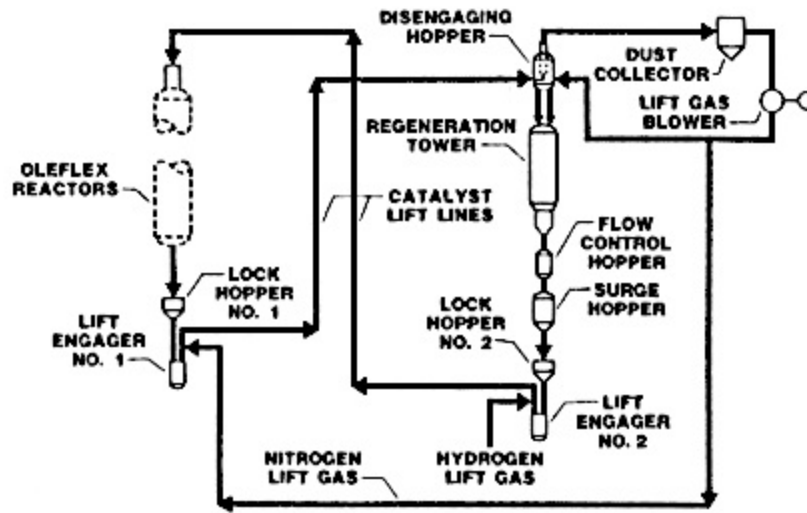 DISENGAGING
HOPPER
DUST
COLLECTOR
LIFT GAS
BLOWER
REGENERATION
TOWER
OLEFLEX
REACTORS
CATALYST
LIFT LINES
FLOW
CONTROL
HOPPER
LOCK
HOPPER
NO. 1
SURGE
HOPPER
LIFT
ENGAGER
NO. 1
LOCK
HOPPER
NO. 2
LIFT
ENGAGER
NO. 2
NITROGEN
LIFT GAS
HYDROGEN
LIFT GAS